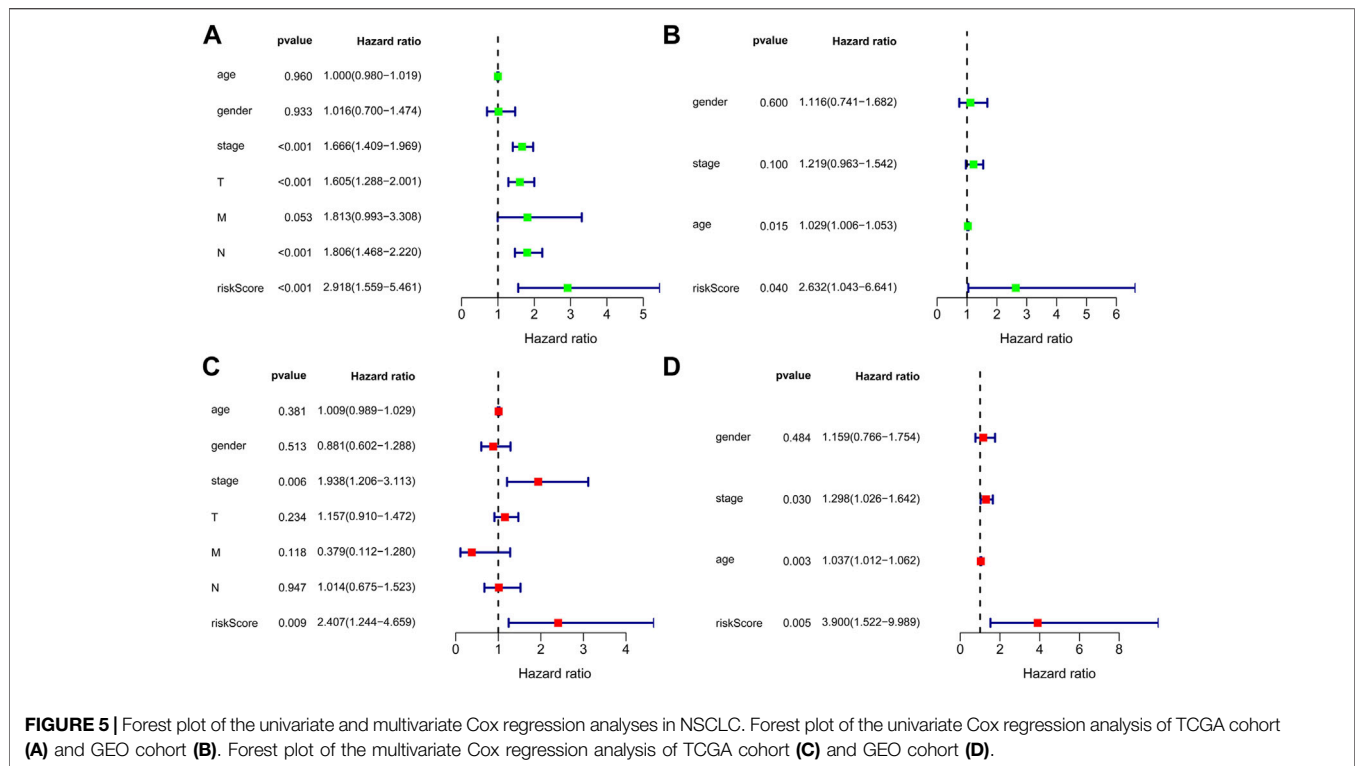 A
pvalue Hazard ratio
age 0.960 1.000(0.980−1.019)
gender 0.933 1.016(0.700−1.474)
stage <0.001 1.666(1.409−1.969)
T <0.001 1.605(1.288−2.001)
M 0.053 1.813(0.993−3.308)
N <0.001 1.806(1.468−2.220)
riskScore <0.001 2.918(1.559−5.461)
0 1 2 3 4 5
Hazard ratio
B
pvalue Hazard ratio
gender 0.600 1.116(0.741−1.682)
stage 0.100 1.219(0.963−1.542)
age 0.015 1.029(1.006−1.053)
riskScore 0.040 2.632(1.043−6.641)
0 1 2 3 4 5 6
Hazard ratio
C
pvalue Hazard ratio
age 0.381 1.009(0.989−1.029)
gender 0.513 0.881(0.602−1.288)
stage 0.006 1.938(1.206−3.113)
T 0.234 1.157(0.910−1.472)
M 0.118 0.379(0.112−1.280)
N 0.947 1.014(0.675−1.523)
riskScore 0.009 2.407(1.244−4.659)
0 1 2 3 4
Hazard ratio
D
pvalue Hazard ratio
gender 0.484 1.159(0.766−1.754)
stage 0.030 1.298(1.026−1.642)
age 0.003 1.037(1.012−1.062)
riskScore 0.005 3.900(1.522−9.989)
0 2 4 6 8
Hazard ratio
FIGURE 5 | Forest plot of the univariate and multivariate Cox regression analyses in NSCLC. Forest plot of the univariate Cox regression analysis of TCGA cohort
(A) and GEO cohort (B). Forest plot of the multivariate Cox regression analysis of TCGA cohort (C) and GEO cohort (D).